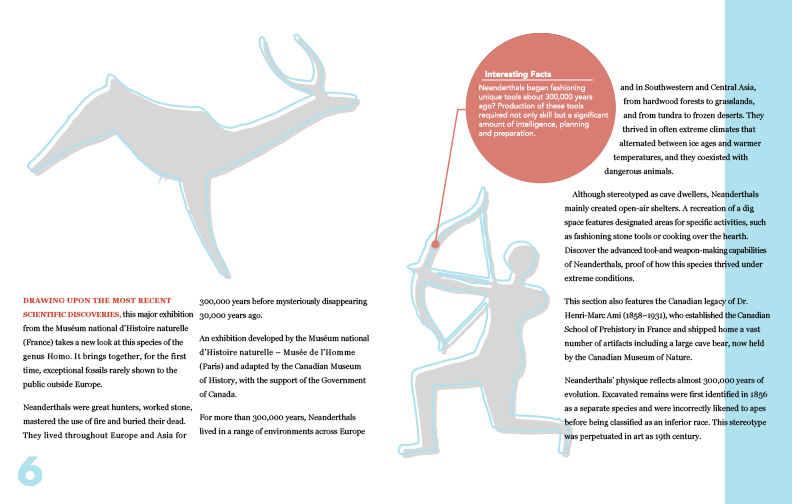 DRAWING UPON THE MOST RECENT
SCIENTIFIC DISCOVERIES, this major exhibition
from the Muséum national d'Histoire naturelle
(France) takes a new look at this species of the
genus Homo. It brings together, for the first
time, exceptional fossils rarely shown to the
public outside Europe.
Neanderthals were great hunters, worked stone,
mastered the use of fire and buried their dead.
They lived throughout Europe and Asia for
300,000 years before mysteriously disappearing
30,000 years ago.
An exhibition developed by the Muséum national
d'Histoire naturelle – Musée de l'Homme
(Paris) and adapted by the Canadian Museum
of History, with the support of the Government
of Canada.
For more than 300,000 years, Neanderthals
lived in a range of environments across Europe
Interesting Facts
Neanderthals began fashioning
unique tools about 300,000 years
ago? Production of these tools
required not only skill but a significant
amount of intelligence, planning
and preparation.
and in Southwestern and Central Asia,
from hardwood forests to grasslands,
and from tundra to frozen deserts. They
thrived in often extreme climates that
alternated between ice ages and warmer
temperatures, and they coexisted with
dangerous animals.
Although stereotyped as cave dwellers, Neanderthals
mainly created open-air shelters. A recreation of a dig
space features designated areas for specific activities, such
as fashioning stone tools or cooking over the hearth.
Discover the advanced tool-and weapon-making capabilities
of Neanderthals, proof of how this species thrived under
extreme conditions.
This section also features the Canadian legacy of Dr.
Henri-Marc Ami (1858–1931), who established the Canadian
School of Prehistory in France and shipped home a vast
number of artifacts including a large cave bear, now held
by the Canadian Museum of Nature.
Neanderthals' physique reflects almost 300,000 years of
evolution. Excavated remains were first identified in 1856
as a separate species and were incorrectly likened to apes
before being classified as an inferior race. This stereotype
was perpetuated in art as 19th century.
6